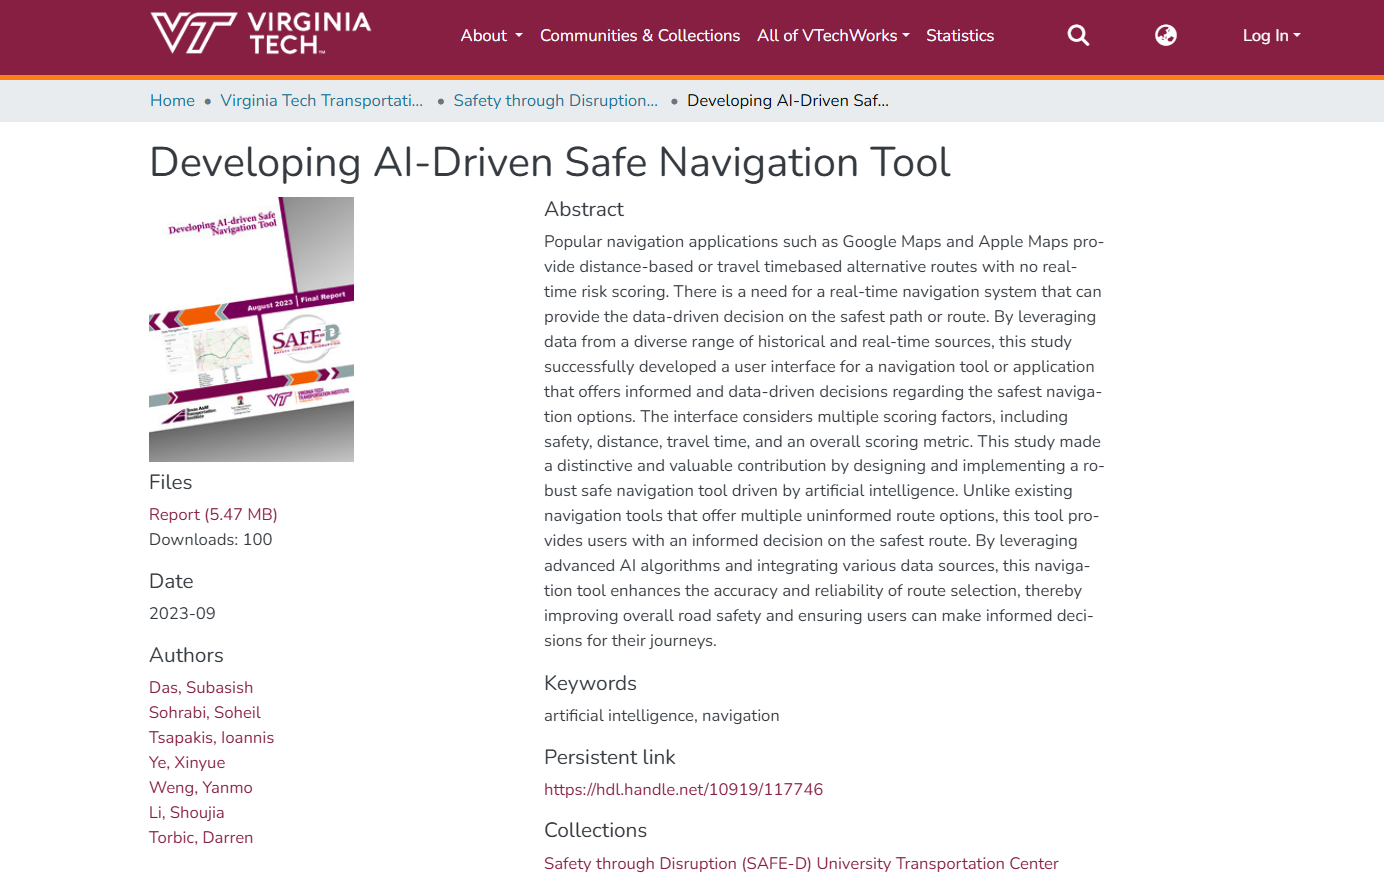 VIRGINIA TECH
About
Communities & Collections
All of VTechWorks
Statistics
Log In
Home • Virginia Tech Transportati... • Safety through Disruption... • Developing AI-Driven Saf...
Developing AI-Driven Safe Navigation Tool
Developing AI-driven Safe
Navigation Tool
August 2023 | Final Report
SAFE-D
Files
Report (5.47 MB)
Downloads: 100
Date
2023-09
Authors
Das, Subasish
Sohrabi, Soheil
Tsapakis, Ioannis
Ye, Xinyue
Weng, Yanmo
Li, Shoujia
Torbic, Darren
Abstract
Popular navigation applications such as Google Maps and Apple Maps pro-
vide distance-based or travel timebased alternative routes with no real-
time risk scoring. There is a need for a real-time navigation system that can
provide the data-driven decision on the safest path or route. By leveraging
data from a diverse range of historical and real-time sources, this study
successfully developed a user interface for a navigation tool or application
that offers informed and data-driven decisions regarding the safest naviga-
tion options. The interface considers multiple scoring factors, including
safety, distance, travel time, and an overall scoring metric. This study made
a distinctive and valuable contribution by designing and implementing a ro-
bust safe navigation tool driven by artificial intelligence. Unlike existing
navigation tools that offer multiple uninformed route options, this tool pro-
vides users with an informed decision on the safest route. By leveraging
advanced AI algorithms and integrating various data sources, this naviga-
tion tool enhances the accuracy and reliability of route selection, thereby
improving overall road safety and ensuring users can make informed deci-
sions for their journeys.
Keywords
artificial intelligence, navigation
Persistent link
https://hdl.handle.net/10919/117746
Collections
Safety through Disruption (SAFE-D) University Transportation Center